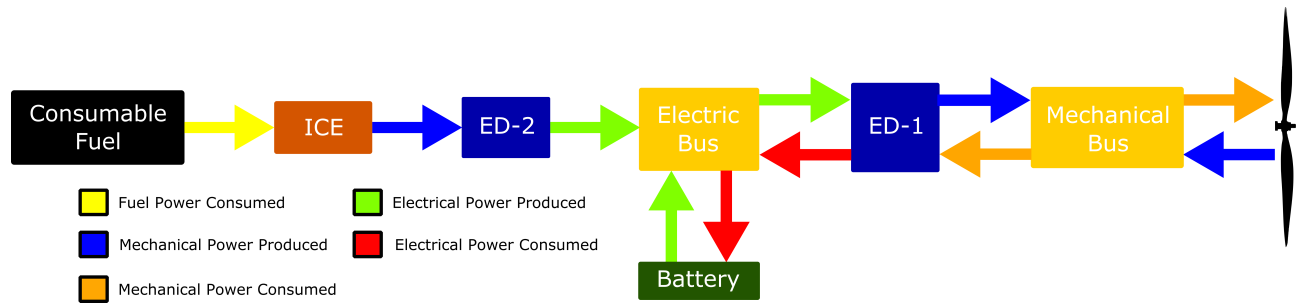 Consumable
Fuel
ICE
ED-2
Electric
Bus
ED-1
Mechanical
Bus
Battery
Fuel Power Consumed
Electrical Power Produced
Mechanical Power Produced
Electrical Power Consumed
Mechanical Power Consumed